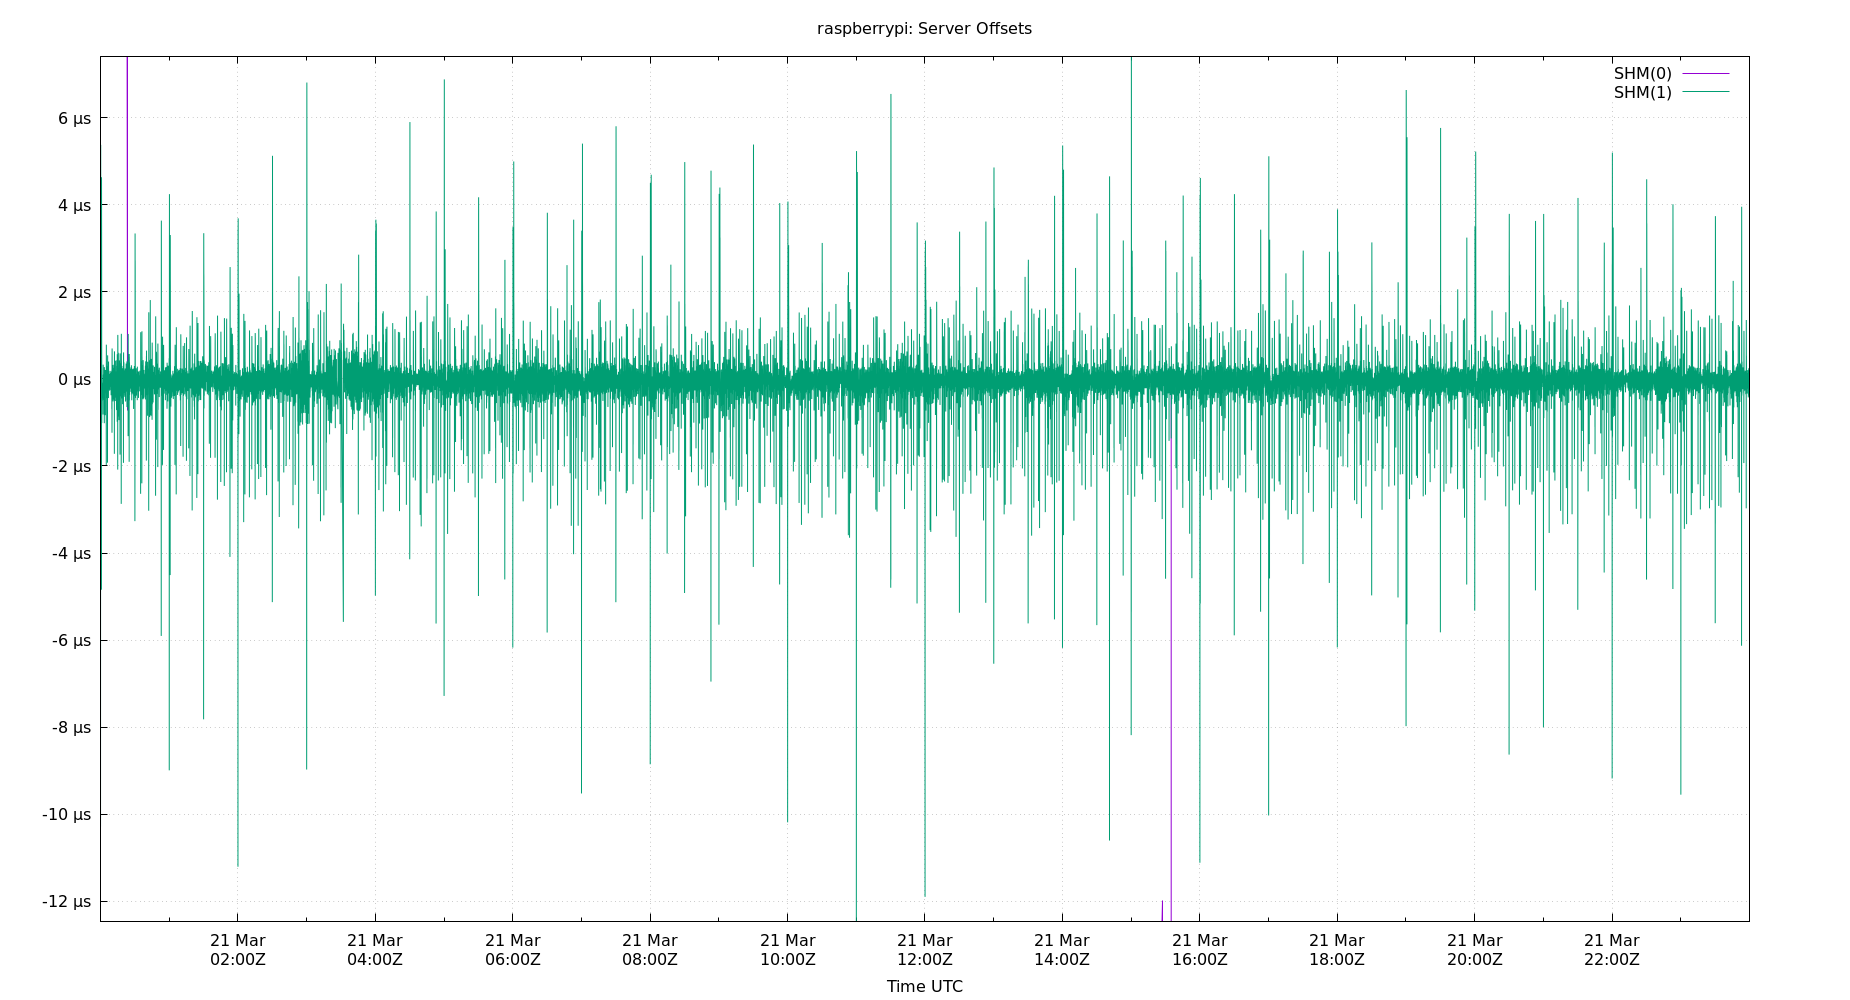 raspberrypi: Server Offsets
SHM(0)
SHM(1)
6 µs
4 µs
2 µs
0 µs
-2 µs
-4 µs
-6 µs
-8 µs
-10 µs
-12 µs
21 Mar 21 Mar 21 Mar 21 Mar 21 Mar 21 Mar 21 Mar 21 Mar 21 Mar 21 Mar 21 Mar
02:00Z 04:00Z 06:00Z 08:00Z 10:00Z 12:00Z 14:00Z 16:00Z 18:00Z 20:00Z 22:00Z
Time UTC